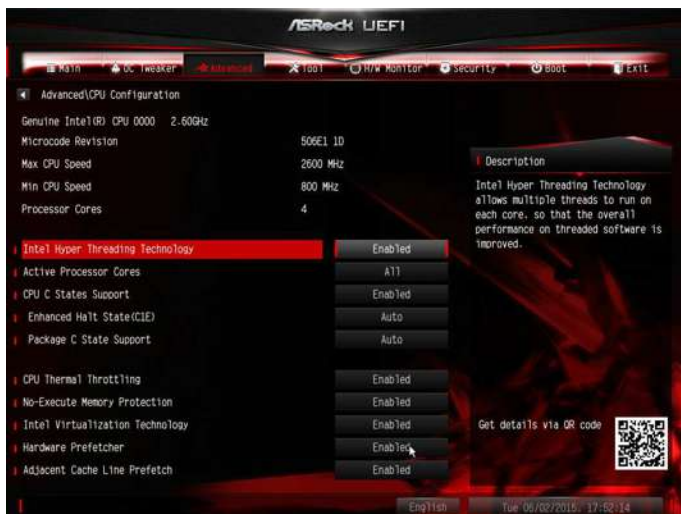 ASRock UEFI
Main OC Tweaker Advanced Tool H/W Monitor Security Boot Exit
Advanced\CPU Configuration
Genuine Intel(R) CPU 0000 2.60GHz
Microcode Revision 506E1 1D
Max CPU Speed 2600 MHz
Min CPU Speed 800 MHz
Processor Cores 4
Intel Hyper Threading Technology Enabled
Active Processor Cores All
CPU C States Support Enabled
Enhanced Halt State(C1E) Auto
Package C State Support Auto
CPU Thermal Throttling Enabled
No-Execute Memory Protection Enabled
Intel Virtualization Technology Enabled
Hardware Prefetcher Enabled
Adjacent Cache Line Prefetch Enabled
Description
Intel Hyper Threading Technology
allows multiple threads to run on
each core, so that the overall
performance on threaded software is
improved.
Get details via QR code
English Tue 06/02/2015, 17:52:14